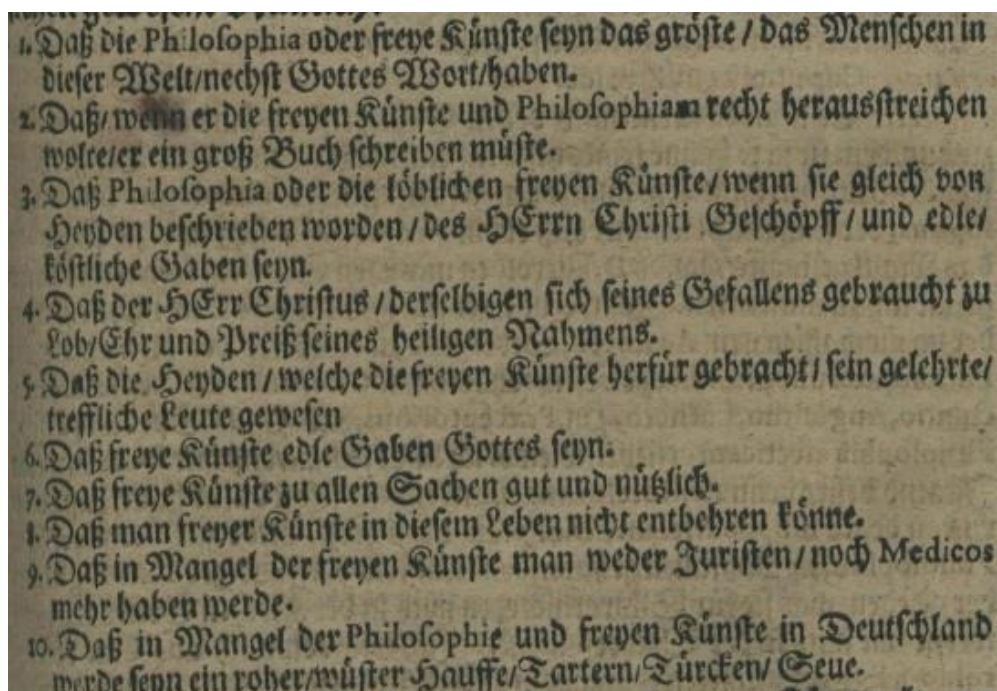 1. Daß die Philosophia oder freye Künste seyn das gröste / das Menschen in
dieser Welt/nechst Gottes Wort/haben.
2. Daß/ wenn er die freyen Künste und Philosophiam recht herausstreichen
wolte/er ein groß Buch schreiben müste.
3. Daß Philosophia oder die löblichen freyen Künste/ wenn sie gleich von
Heyden beschrieben worden / des HErrn Christi Geschöpff / und edle/
köstliche Gaben seyn.
4. Daß der HErr Christus / derselbigen sich seines Gefallens gebraucht zu
Lob/Ehr und Preiß seines heiligen Nahmens.
5. Daß die Heyden / welche die freyen Künste herfür gebracht / fein gelehrte/
treffliche Leute gewesen
6. Daß freye Künste edle Gaben Gottes seyn.
7. Daß freye Künste zu allen Sachen gut und nützlich.
8. Daß man freyer Künste in diesem Leben nicht entbehren könne.
9. Daß in Mangel der freyen Künste man weder Juristen / noch Medicos
mehr haben werde.
10. Daß in Mangel der Philosophie und freyen Künste in Deutschland
werde seyn ein roher/wüster Hauffe/Tartern/Türcken/ Seue.